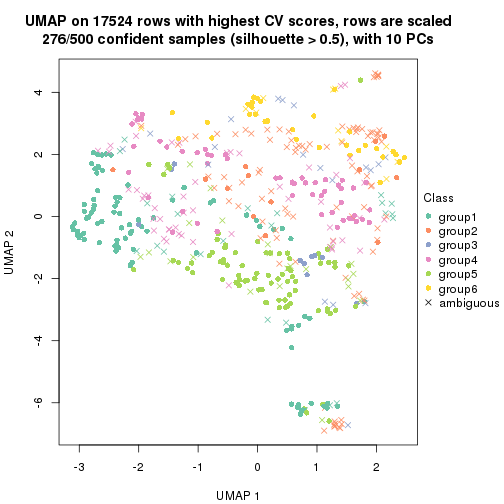 UMAP on 17524 rows with highest CV scores, rows are scaled
276/500 confident samples (silhouette > 0.5), with 10 PCs
4
2
0
-2
-4
-6
UMAP 2
-3
-2
-1
0
1
2
UMAP 1
Class
group1
group2
group3
group4
group5
group6
ambiguous